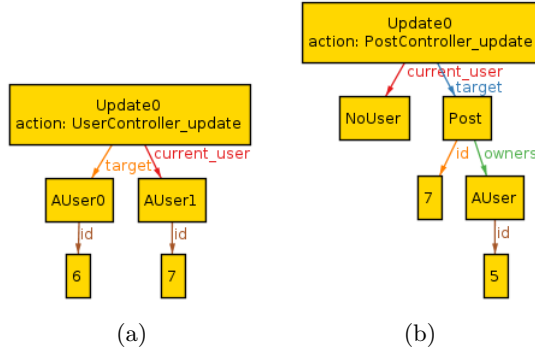 Update0
action: UserController_update
target
current_user
AUser0
AUser1
id
id
6
7
(a)
Update0
action: PostController_update
current_user
target
NoUser
Post
id
owners
7
AUser
id
5
(b)